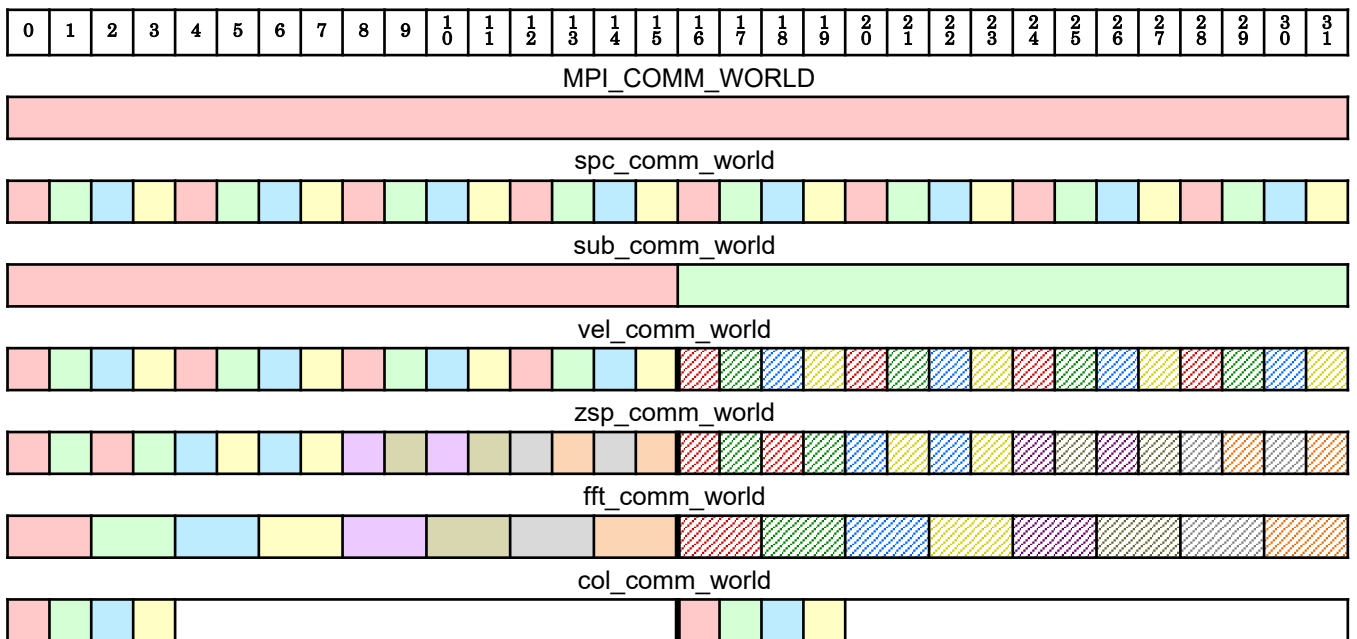 0 1 2 3 4 5 6 7 8 9 10 11 12 13 14 15 16 17 18 19 20 21 22 23 24 25 26 27 28 29 30 31
MPI_COMM_WORLD
spc_comm_world
sub_comm_world
vel_comm_world
zsp_comm_world
fft_comm_world
col_comm_world